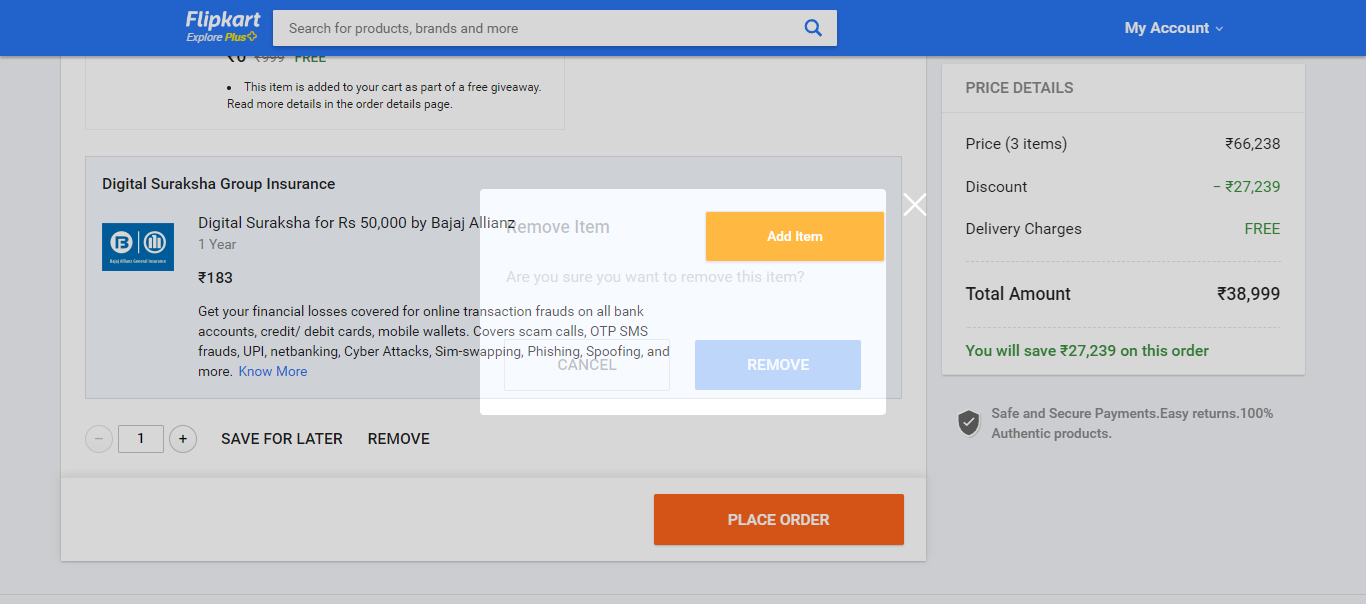 Flipkart
Explore Plus
Search for products, brands and more
My Account
₹0 ₹999 FREE
This item is added to your cart as part of a free giveaway.
Read more details in the order details page.
Digital Suraksha Group Insurance
Digital Suraksha for Rs 50,000 by Bajaj Allianz
1 Year
₹183
Bajaj Allianz General Insurance
Get your financial losses covered for online transaction frauds on all bank
accounts, credit/ debit cards, mobile wallets. Covers scam calls, OTP SMS
frauds, UPI, netbanking, Cyber Attacks, Sim-swapping, Phishing, Spoofing, and
more. Know More
Remove Item
Add Item
Are you sure you want to remove this item?
CANCEL
REMOVE
1
SAVE FOR LATER
REMOVE
PLACE ORDER
PRICE DETAILS
Price (3 items) ₹66,238
Discount − ₹27,239
Delivery Charges FREE
Total Amount ₹38,999
You will save ₹27,239 on this order
Safe and Secure Payments.Easy returns.100%
Authentic products.